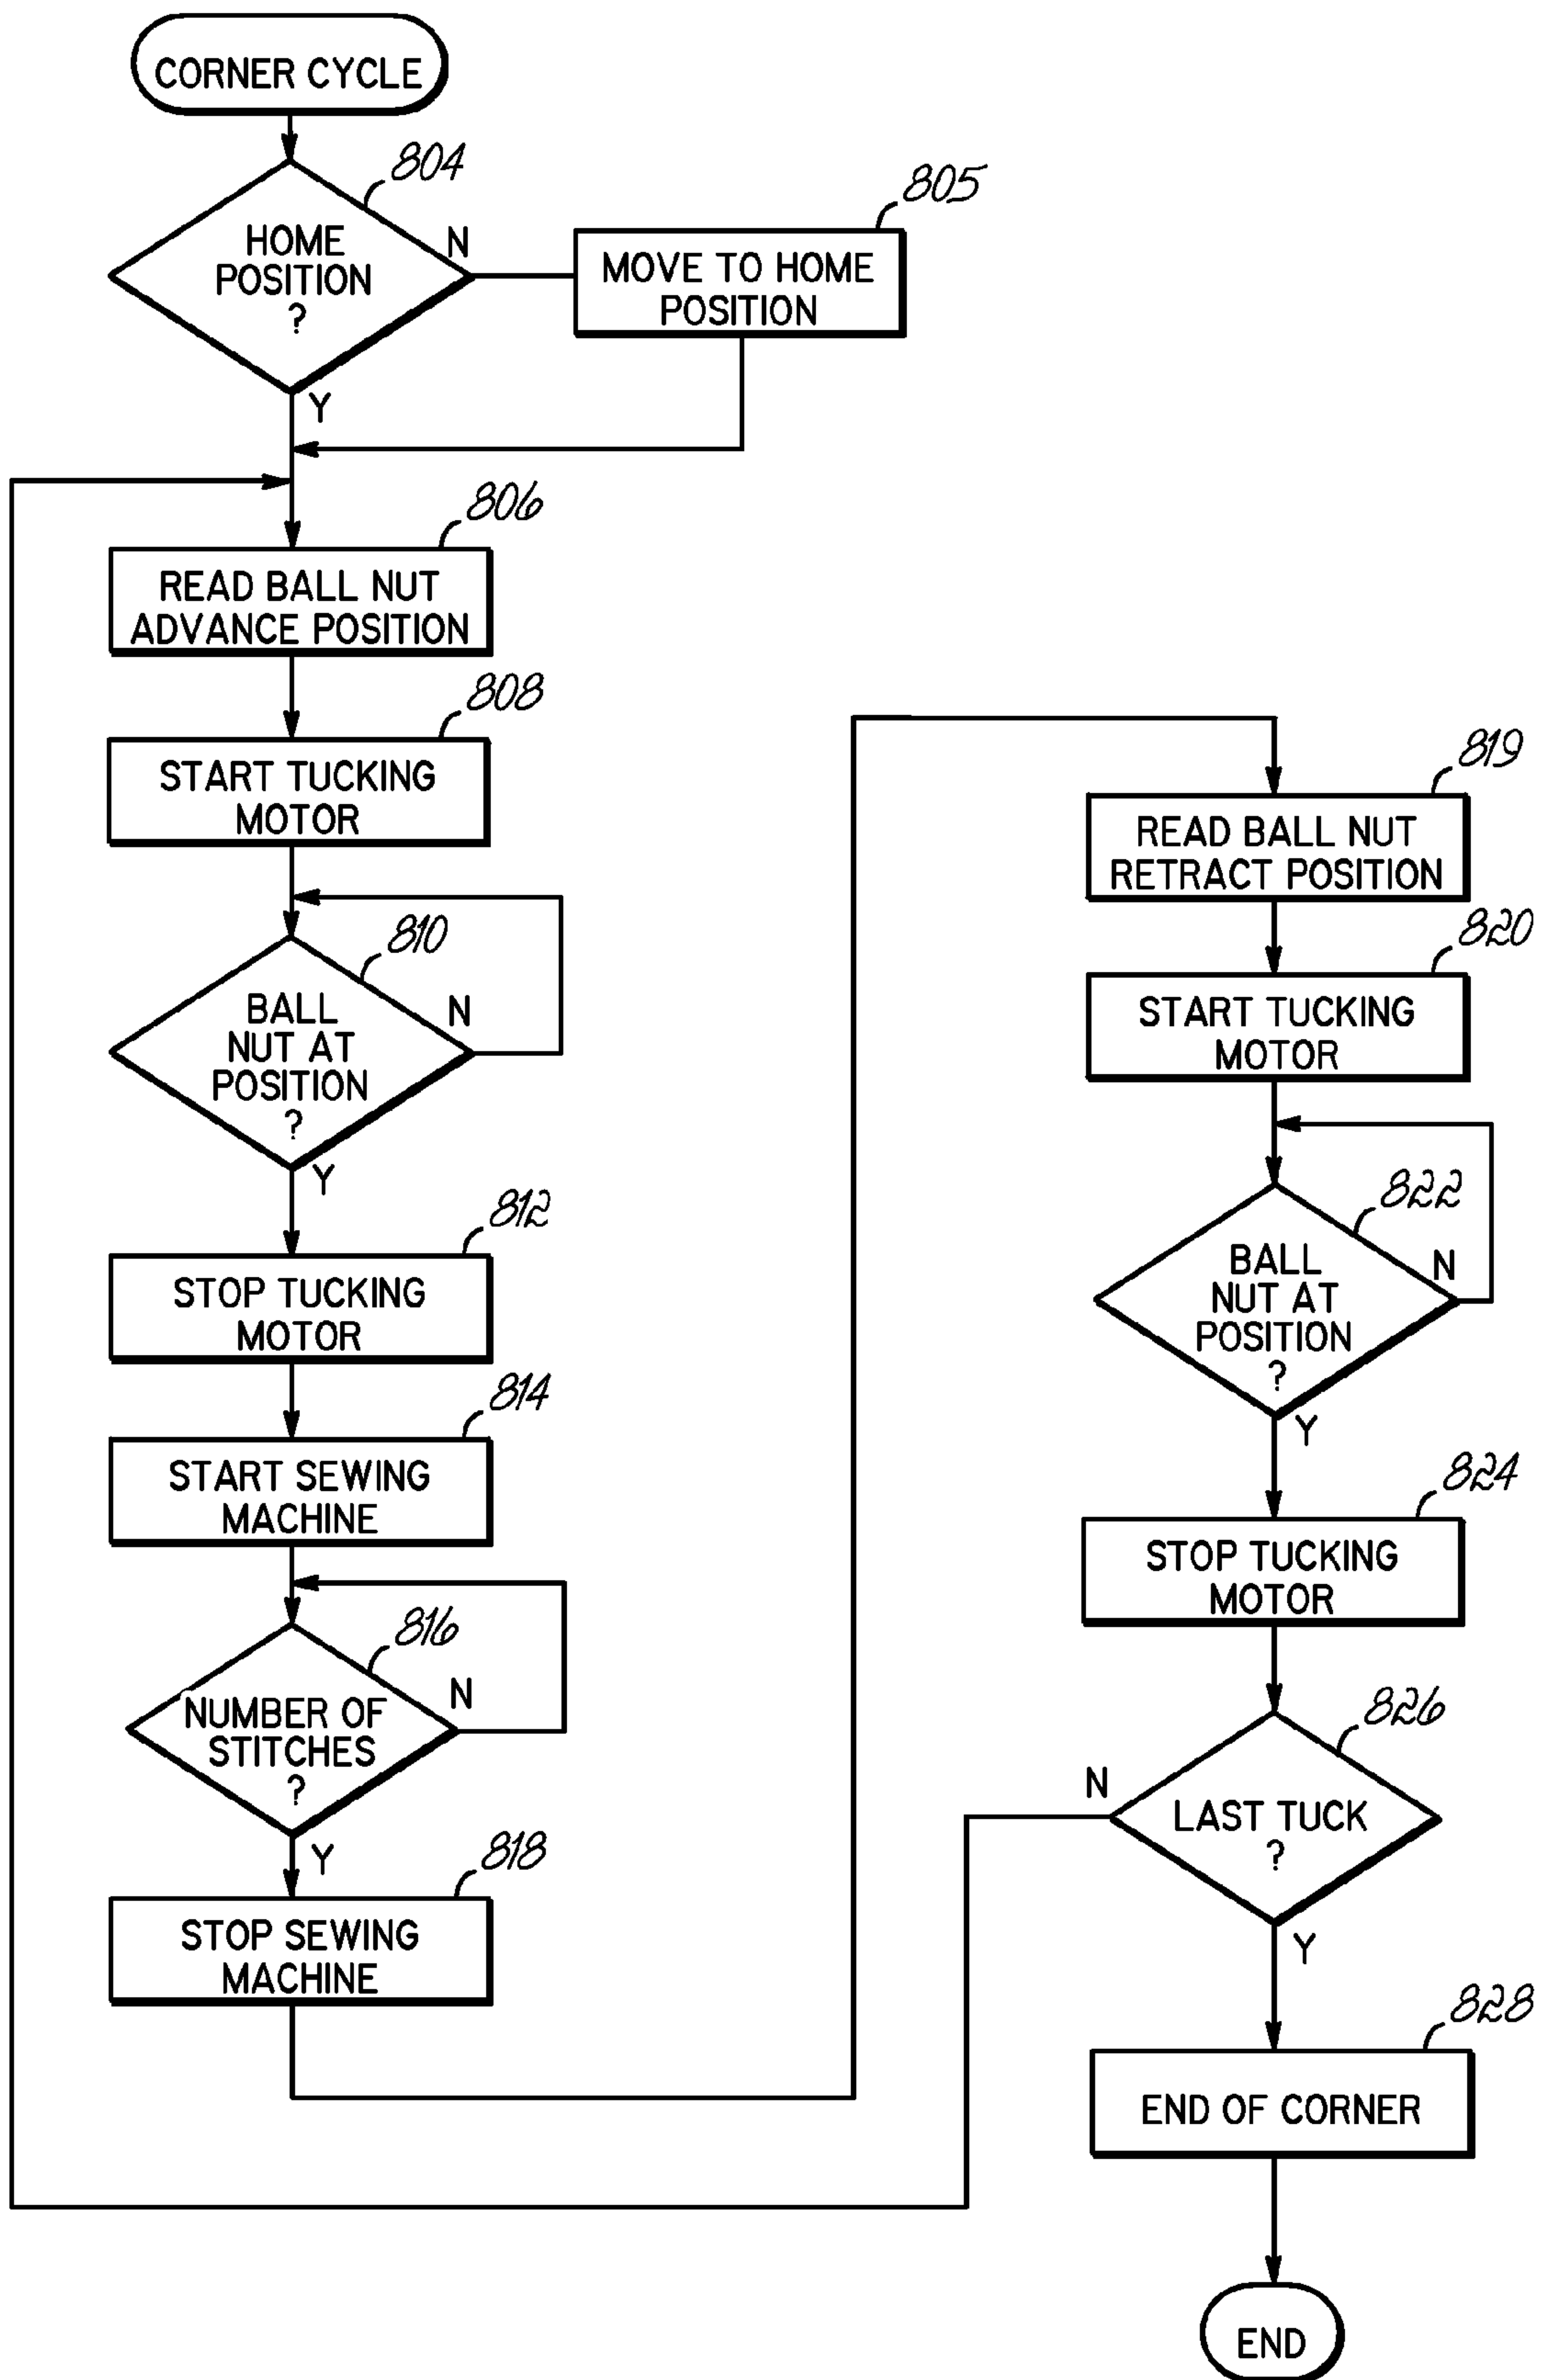 CORNER CYCLE
804
HOME
POSITION
?
N
Y
805
MOVE TO HOME
POSITION
806
READ BALL NUT
ADVANCE POSITION
808
START TUCKING
MOTOR
810
BALL
NUT AT
POSITION
?
N
Y
812
STOP TUCKING
MOTOR
814
START SEWING
MACHINE
816
NUMBER OF
STITCHES
?
N
Y
818
STOP SEWING
MACHINE
819
READ BALL NUT
RETRACT POSITION
820
START TUCKING
MOTOR
822
BALL
NUT AT
POSITION
?
N
Y
824
STOP TUCKING
MOTOR
826
LAST TUCK
?
N
Y
828
END OF CORNER
END